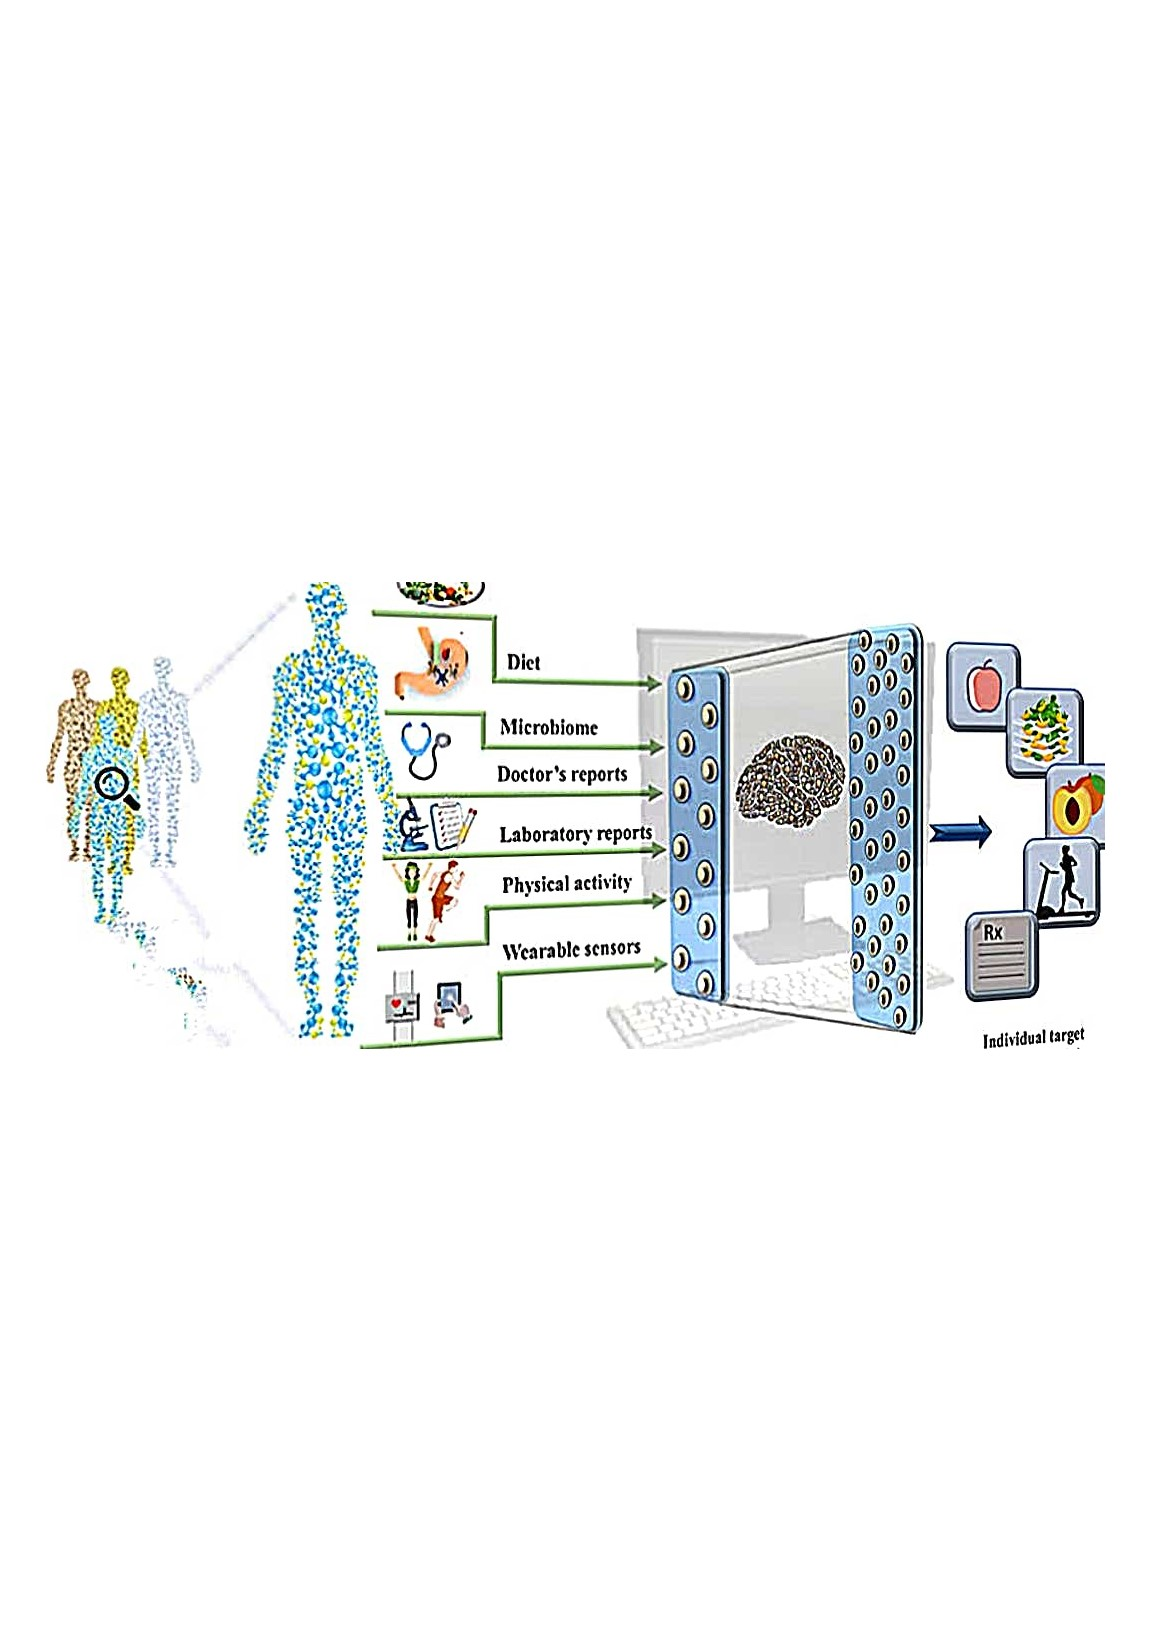 Diet
Microbiome
Doctor's reports
Laboratory reports
Physical activity
Wearable sensors
Rx
Individual target